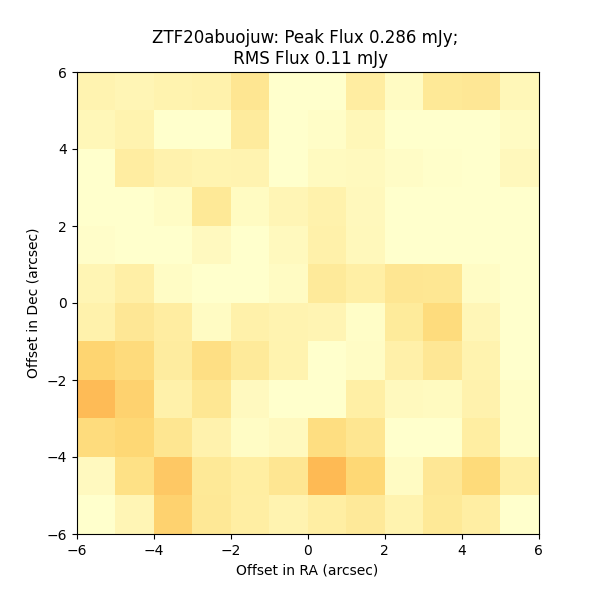 ZTF20abuojuw: Peak Flux 0.286 mJy;
RMS Flux 0.11 mJy
6
4
2
0
−2
−4
−6
Offset in Dec (arcsec)
−6 −4 −2 0 2 4 6
Offset in RA (arcsec)